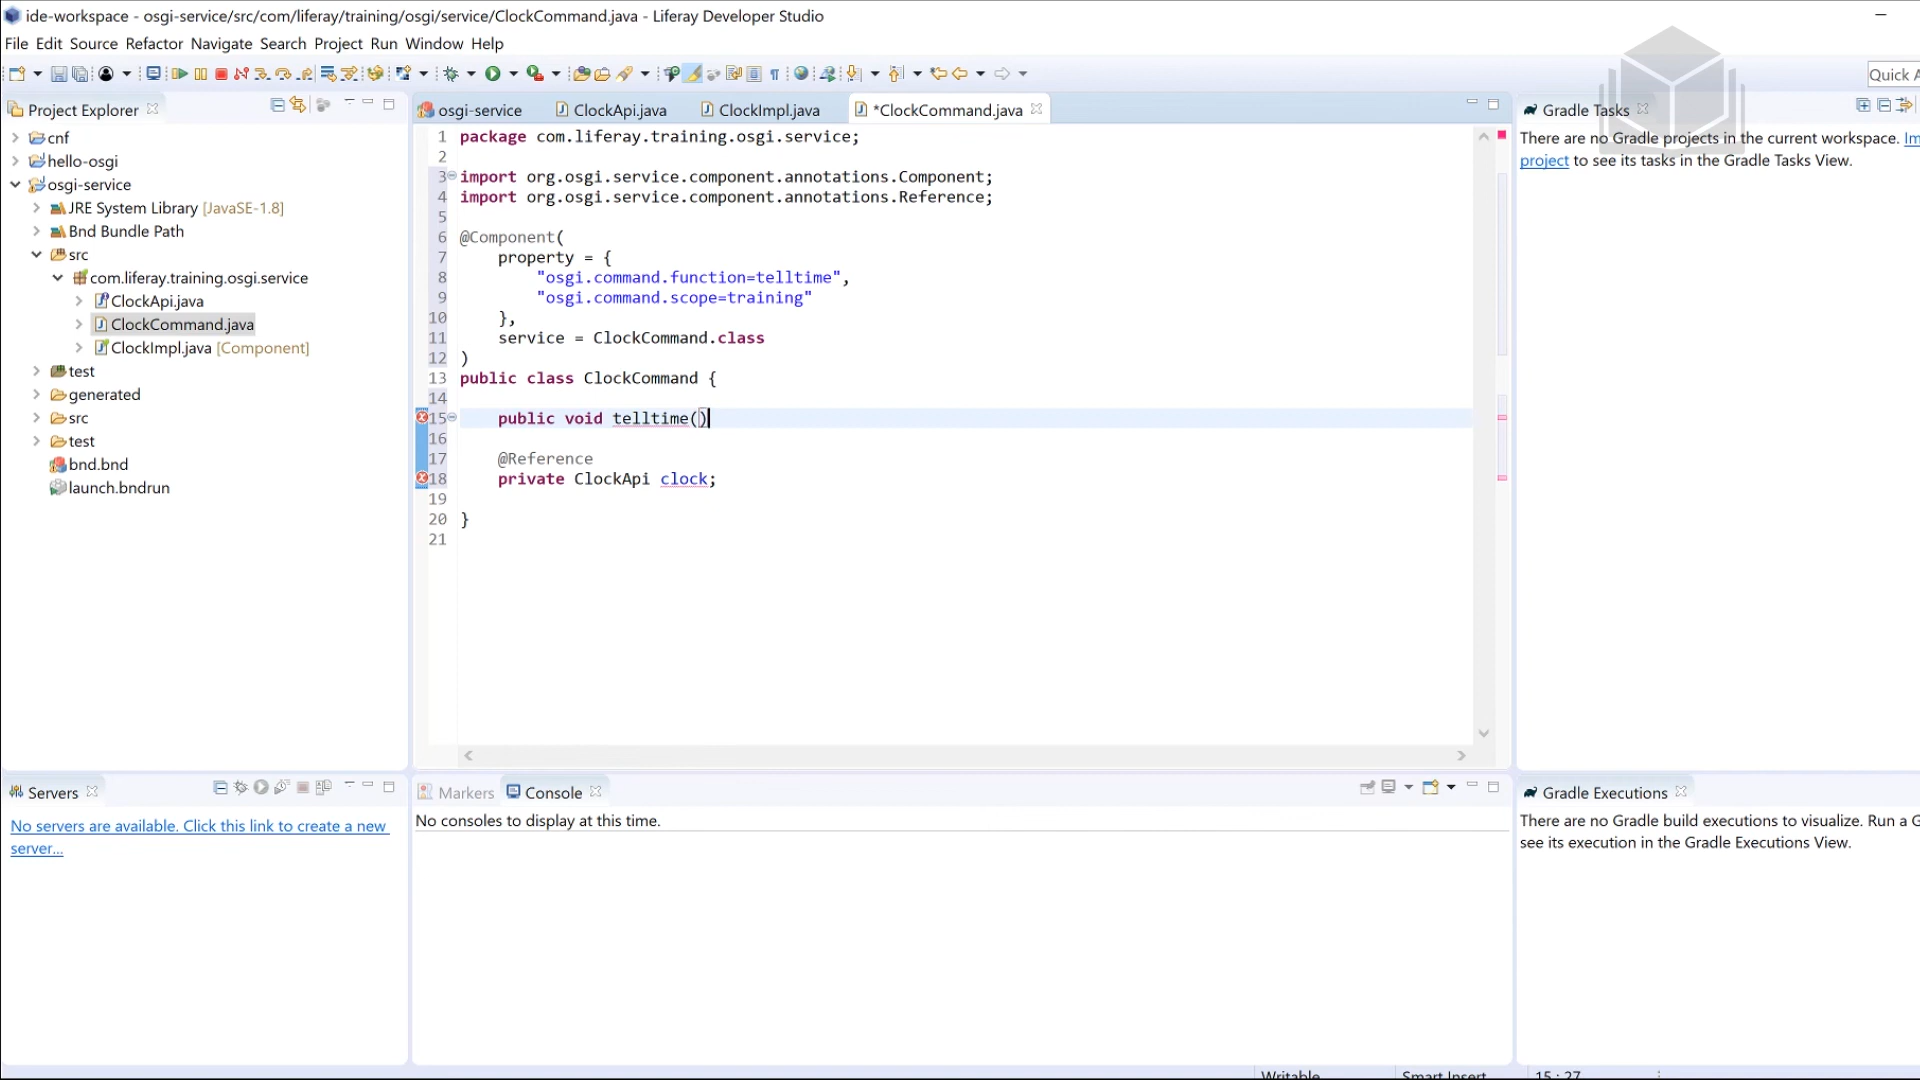 ide-workspace - osgi-service/src/com/liferay/training/osgi/service/ClockCommand.java - Liferay Developer Studio
File Edit Source Refactor Navigate Search Project Run Window Help
Quick A
Project Explorer
cnf
hello-osgi
osgi-service
JRE System Library [JavaSE-1.8]
Bnd Bundle Path
src
com.liferay.training.osgi.service
ClockApi.java
ClockCommand.java
ClockImpl.java [Component]
test
generated
src
test
bnd.bnd
launch.bndrun
osgi-service ClockApi.java ClockImpl.java *ClockCommand.java
1 package com.liferay.training.osgi.service;
2
3 import org.osgi.service.component.annotations.Component;
4 import org.osgi.service.component.annotations.Reference;
5
6 @Component(
7 property = {
8 "osgi.command.function=telltime",
9 "osgi.command.scope=training"
10 },
11 service = ClockCommand.class
12 )
13 public class ClockCommand {
14
15 public void telltime()
16
17 @Reference
18 private ClockApi clock;
19
20 }
21
Gradle Tasks
There are no Gradle projects in the current workspace. Im
project to see its tasks in the Gradle Tasks View.
Servers
No servers are available. Click this link to create a new
server...
Markers Console
No consoles to display at this time.
Gradle Executions
There are no Gradle build executions to visualize. Run a G
see its execution in the Gradle Executions View.
Writable Smart Insert 15 : 27